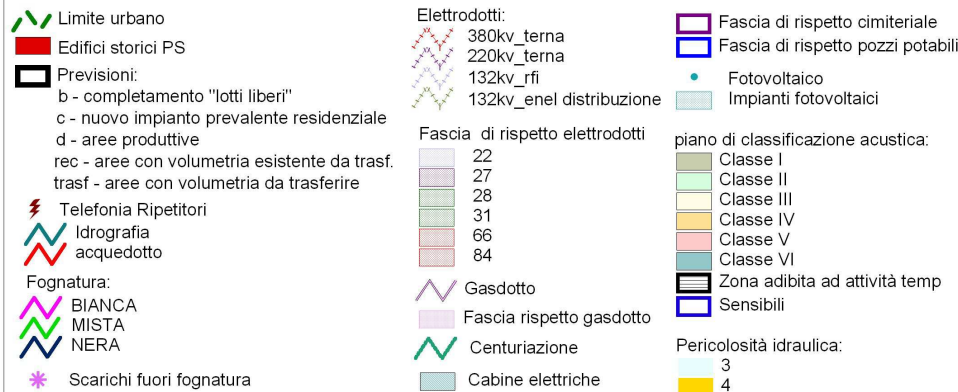 Limite urbano
Edifici storici PS
Previsioni:
b - completamento "lotti liberi"
c - nuovo impianto prevalente residenziale
d - aree produttive
rec - aree con volumetria esistente da trasf.
trasf - aree con volumetria da trasferire
Telefonia Ripetitori
Idrografia
acquedotto
Fognatura:
BIANCA
MISTA
NERA
Scarichi fuori fognatura
Elettrodotti:
380kv_terna
220kv_terna
132kv_rfi
132kv_enel distribuzione
Fascia di rispetto elettrodotti
22
27
28
31
66
84
Gasdotto
Fascia rispetto gasdotto
Centuriazione
Cabine elettriche
Fascia di rispetto cimiteriale
Fascia di rispetto pozzi potabili
Fotovoltaico
Impianti fotovoltaici
piano di classificazione acustica:
Classe I
Classe II
Classe III
Classe IV
Classe V
Classe VI
Zona adibita ad attività temp
Sensibili
Pericolosità idraulica:
3
4